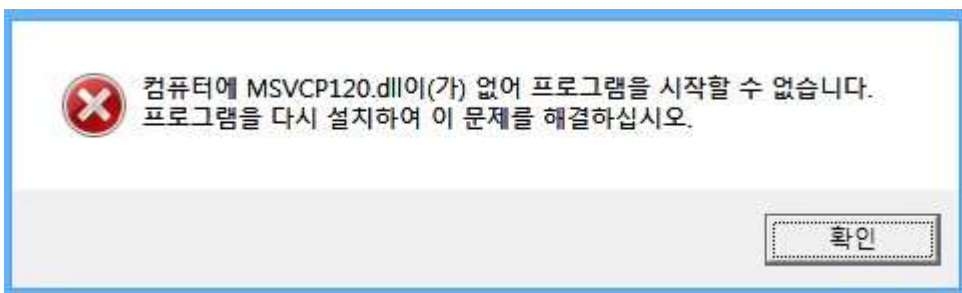 컴퓨터에 MSVCP120.dll이(가) 없어 프로그램을 시작할 수 없습니다.
프로그램을 다시 설치하여 이 문제를 해결하십시오.
확인